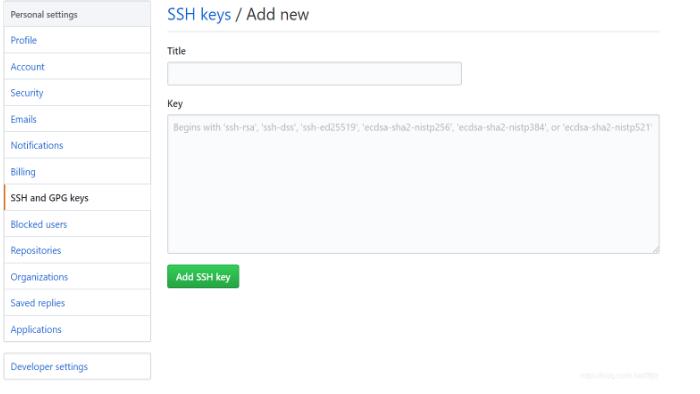 Personal settings
Profile
Account
Security
Emails
Notifications
Billing
SSH and GPG keys
Blocked users
Repositories
Organizations
Saved replies
Applications
Developer settings
SSH keys / Add new
Title
Key
Begins with 'ssh-rsa', 'ssh-dss', 'ssh-ed25519', 'ecdsa-sha2-nistp256', 'ecdsa-sha2-nistp384', or 'ecdsa-sha2-nistp521'
Add SSH key